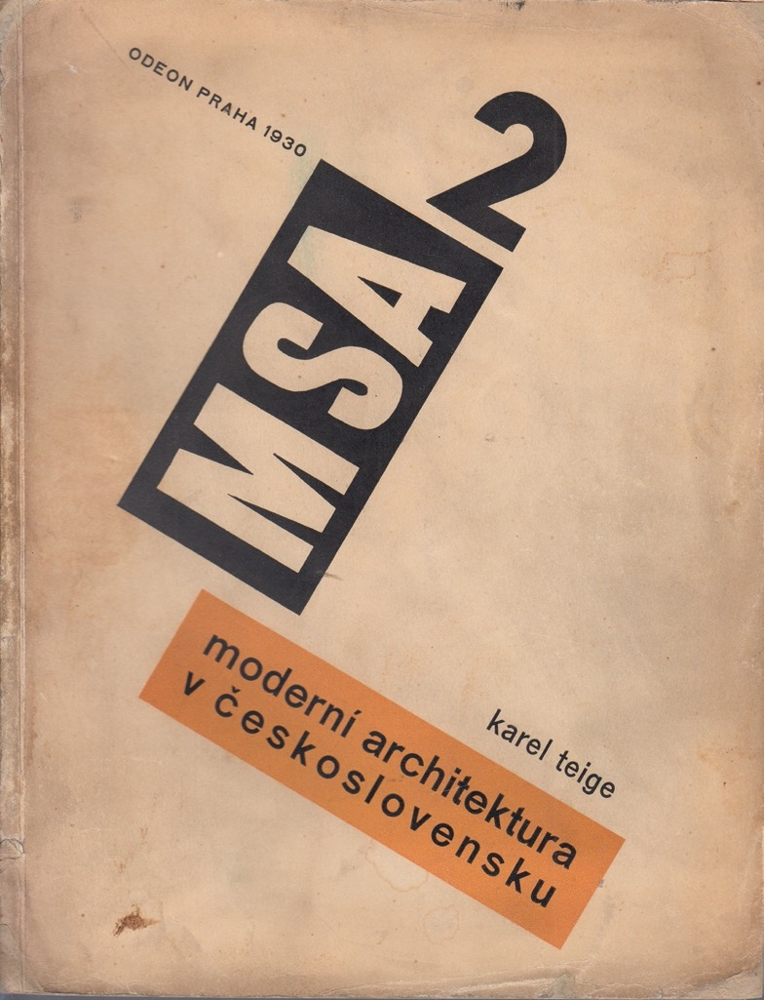 ODEON PRAHA 1930
MSA 2
karel teige
moderní architektura
v československu